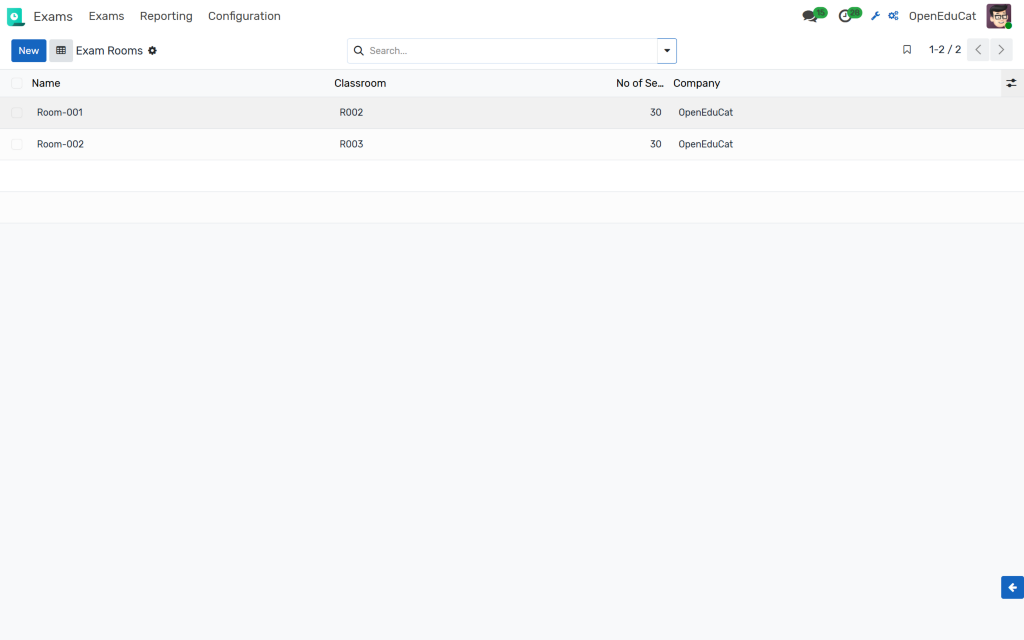 Exams Exams Reporting Configuration 15 28 OpenEduCat
New Exam Rooms Search... 1-2 / 2
Name Classroom No of Se... Company
Room-001 R002 30 OpenEduCat
Room-002 R003 30 OpenEduCat